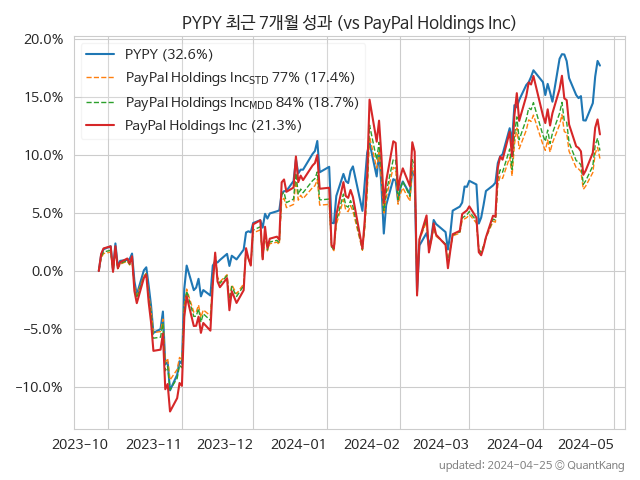 PYPY 최근 7개월 성과 (vs PayPal Holdings Inc)
20.0%
15.0%
10.0%
5.0%
0.0%
−5.0%
−10.0%
PYPY (32.6%)
PayPal Holdings IncSTD 77% (17.4%)
PayPal Holdings IncMDD 84% (18.7%)
PayPal Holdings Inc (21.3%)
2023−10 2023−11 2023−12 2024−01 2024−02 2024−03 2024−04 2024−05
updated: 2024-04-25 © QuantKang